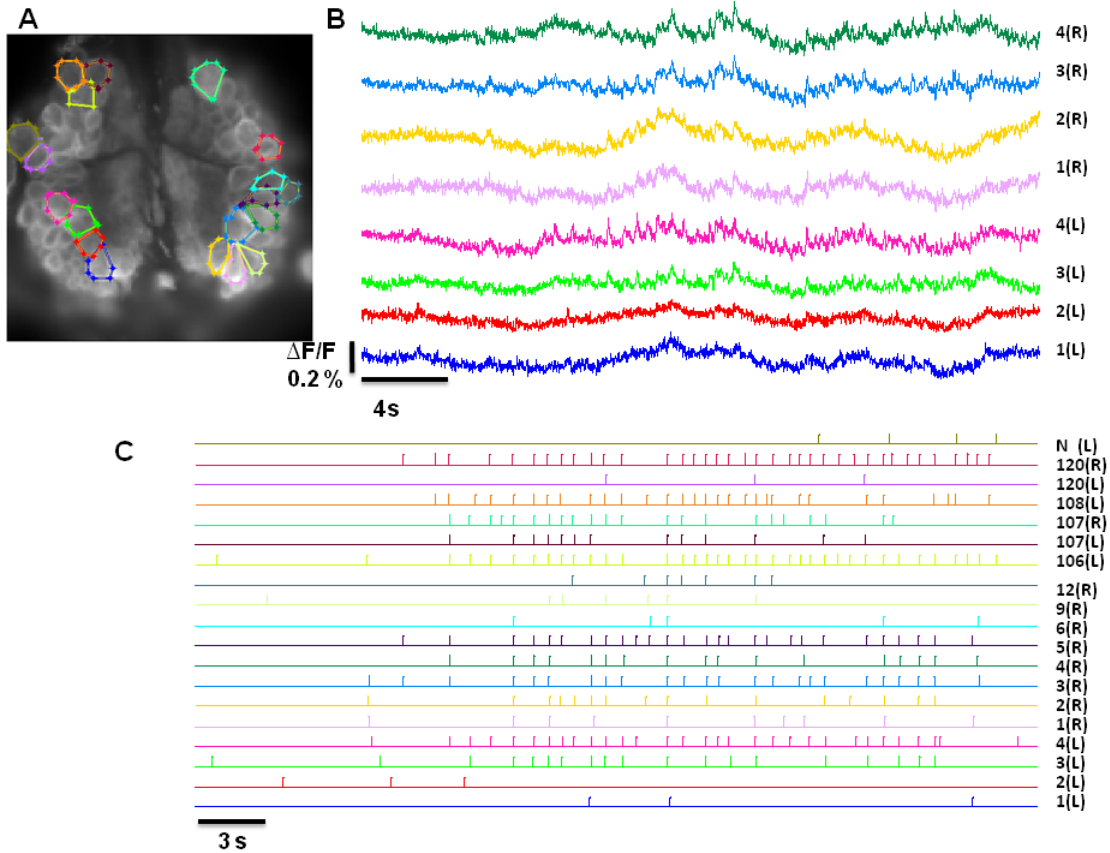 A
B
4(R)
3(R)
2(R)
1(R)
4(L)
3(L)
2(L)
1(L)
ΔF/F
0.2 %
4s
C
N (L)
120(R)
120(L)
108(L)
107(R)
107(L)
106(L)
12(R)
9(R)
6(R)
5(R)
4(R)
3(R)
2(R)
1(R)
4(L)
3(L)
2(L)
1(L)
3 s